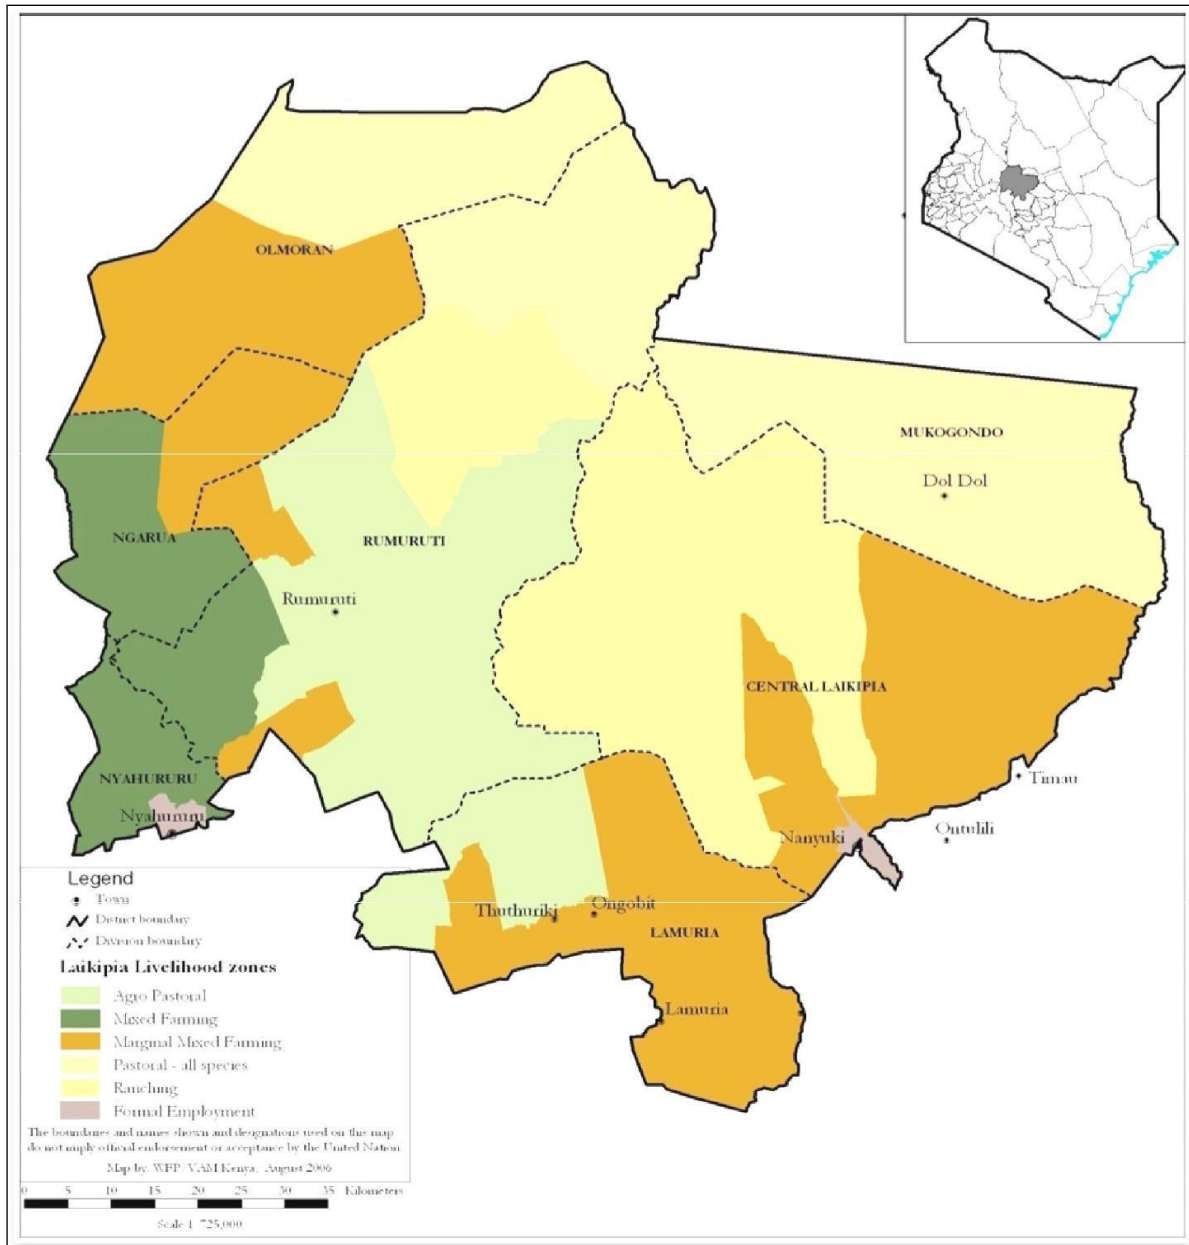 OLMORAN
MUKOGONDO
Dol Dol
NGARUA
RUMURUTI
Rumuruti
CENTRAL LAIKIPIA
NYAHURURU
Timau
Nyahururu
Nanyuki
Ontulili
Legend
Town
District boundary
Division boundary
Thuthuriki
Ongobit
LAMURIA
Laikipia Livelihood zones
Agro Pastoral
Mixed Farming
Lamuria
Marginal Mixed Farming
Pastoral - all species
Ranching
Formal Employment
The boundaries and names shown and designations used on this map
do not imply official endorsement or acceptance by the United Nation
Map by: WFP VAM Kenya, August 2006
0 5 10 15 20 25 30 35 Kilometers
Scale 1: 725,000